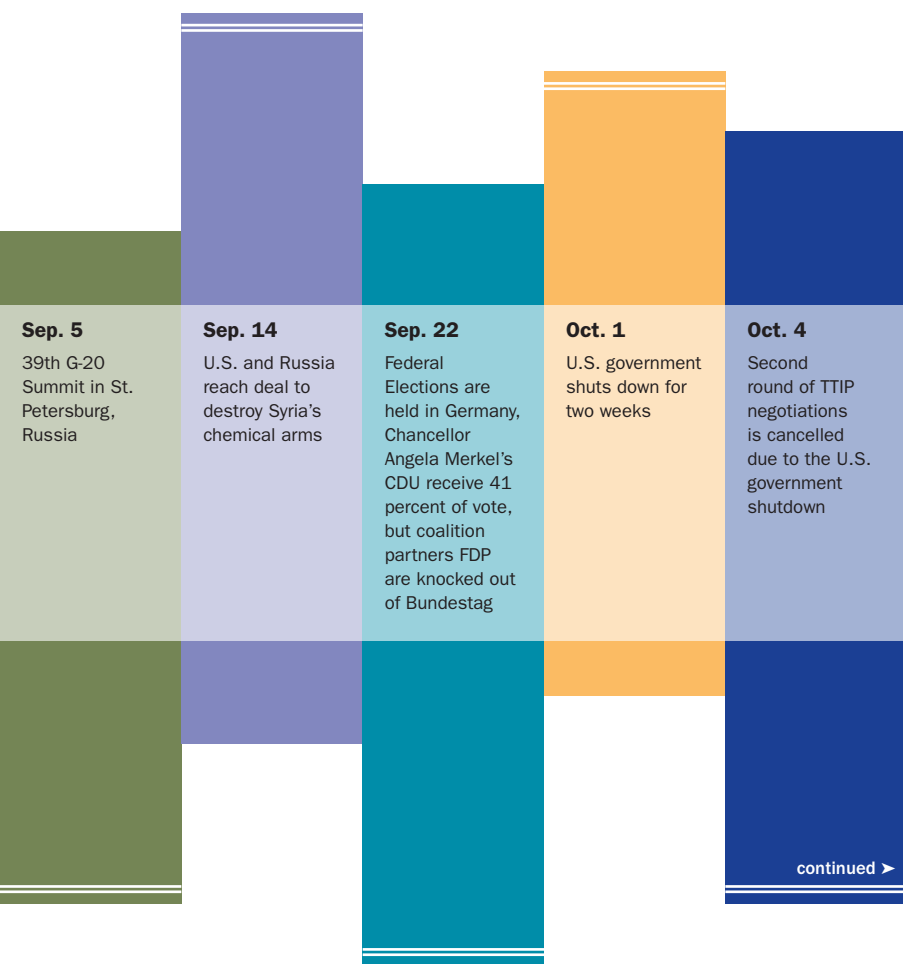 Sep. 5
39th G-20
Summit in St.
Petersburg,
Russia
Sep. 14
U.S. and Russia
reach deal to
destroy Syria’s
chemical arms
Sep. 22
Federal
Elections are
held in Germany,
Chancellor
Angela Merkel’s
CDU receive 41
percent of vote,
but coalition
partners FDP
are knocked out
of Bundestag
Oct. 1
U.S. government
shuts down for
two weeks
Oct. 4
Second
round of TTIP
negotiations
is cancelled
due to the U.S.
government
shutdown
continued ➤